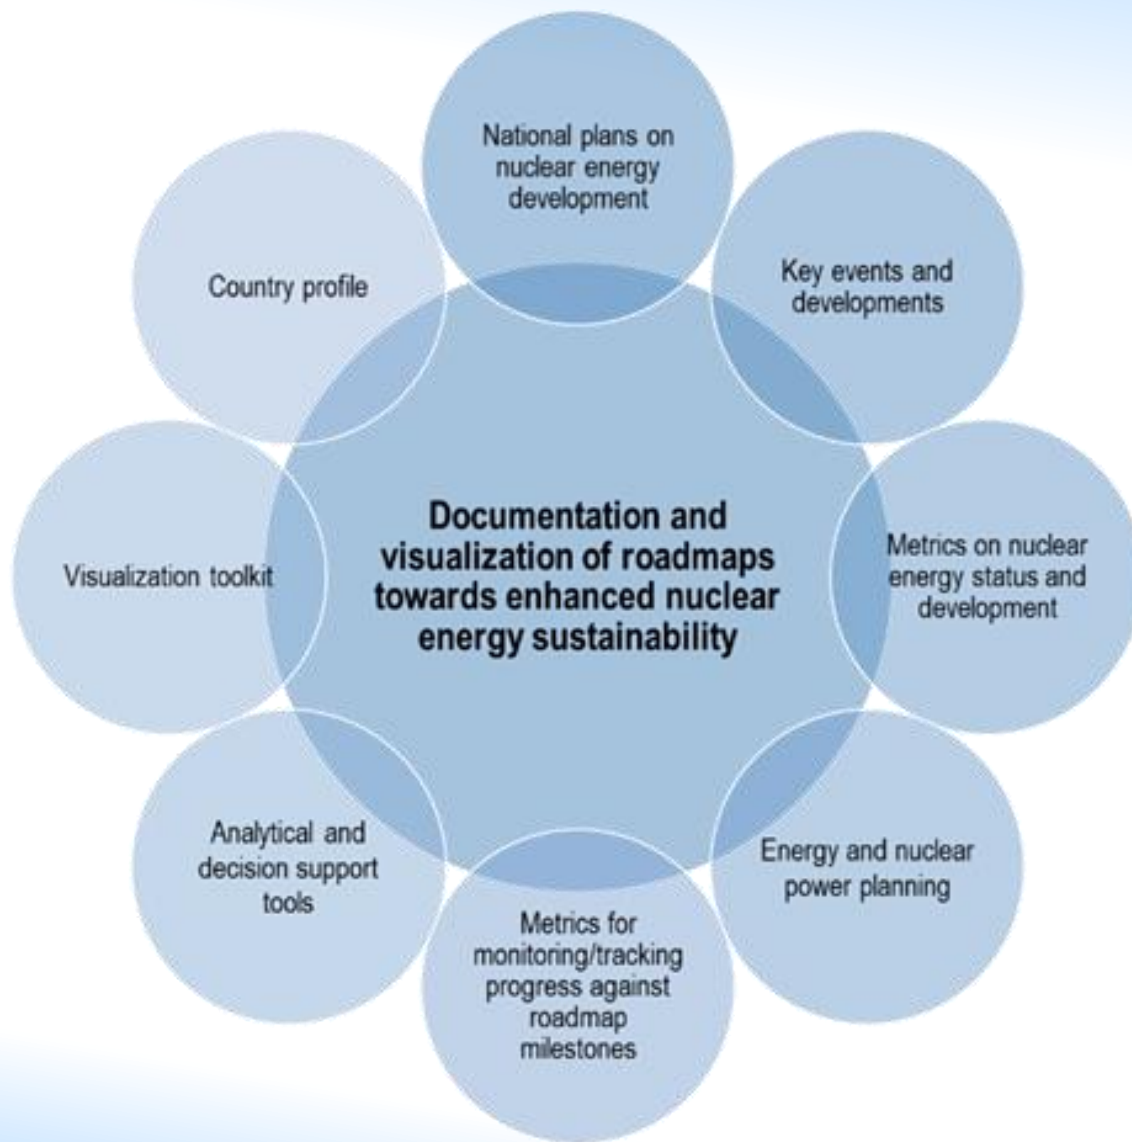 National plans on
nuclear energy
development
Key events and
developments
Country profile
Documentation and
visualization of roadmaps
towards enhanced nuclear
energy sustainability
Metrics on nuclear
energy status and
development
Visualization toolkit
Energy and nuclear
power planning
Analytical and
decision support
tools
Metrics for
monitoring/tracking
progress against
roadmap
milestones